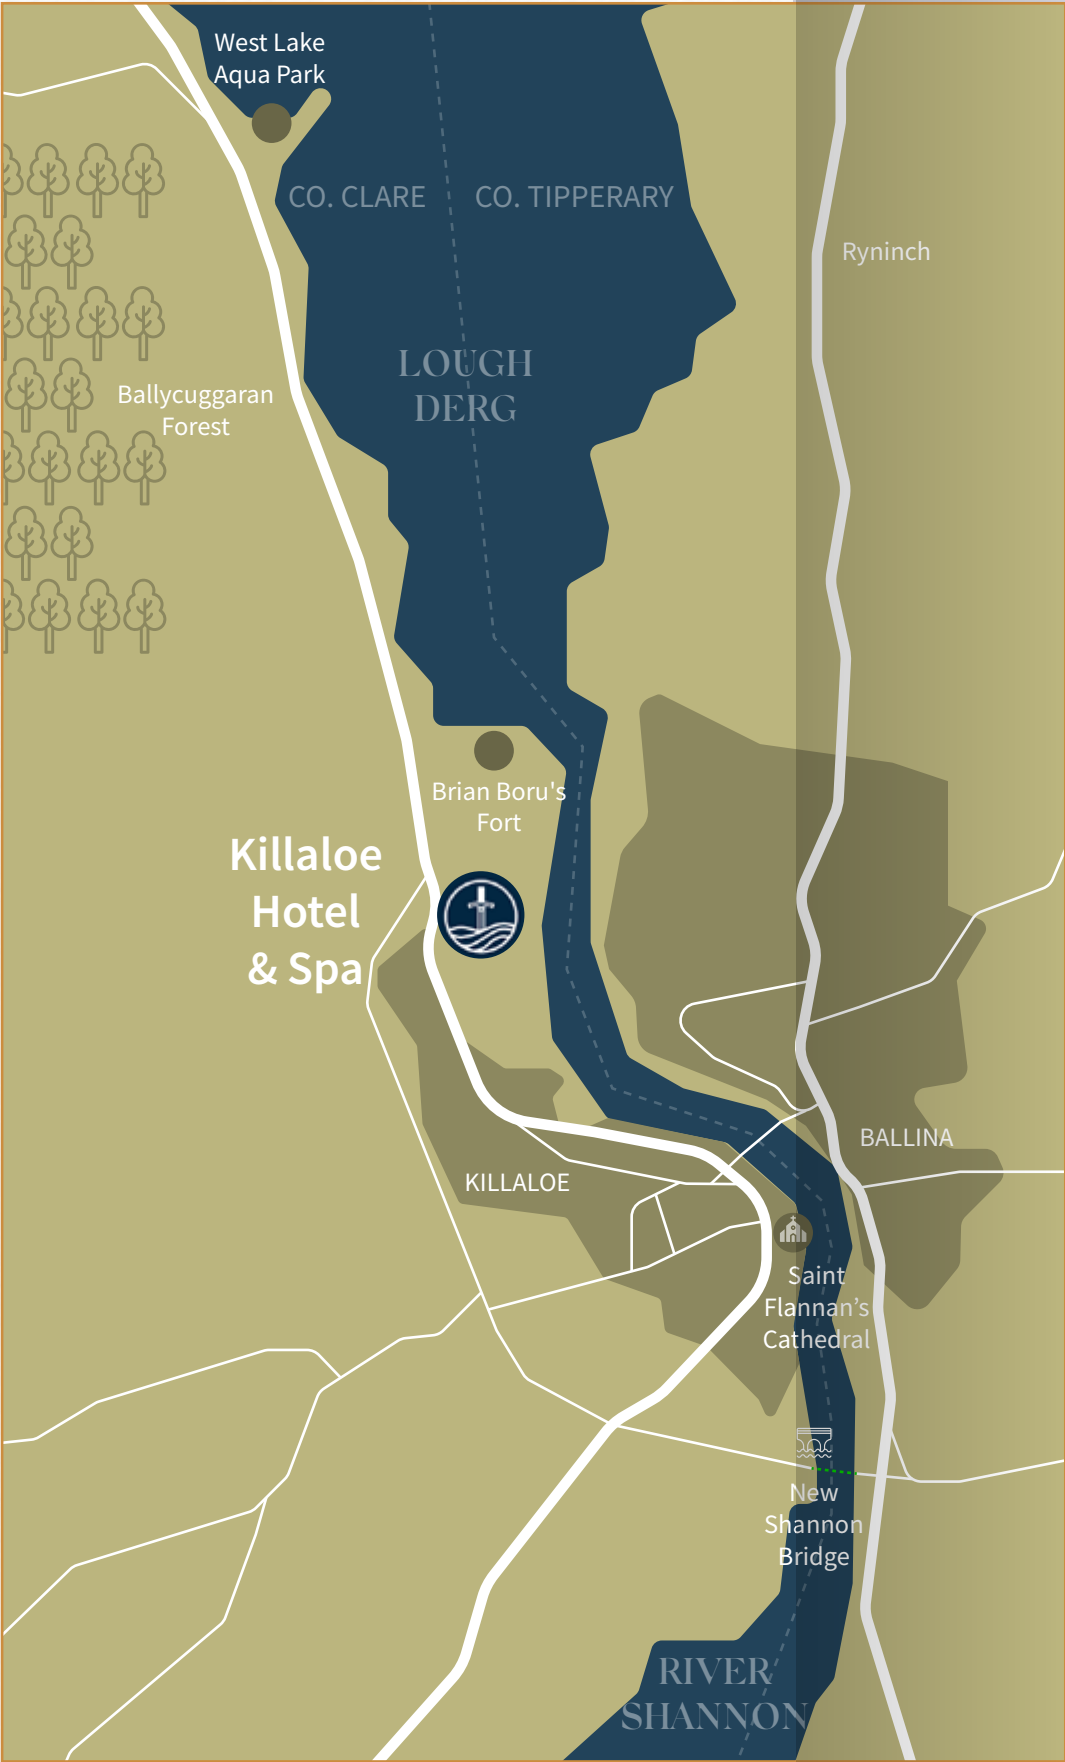 West Lake
Aqua Park
CO. CLARE
CO. TIPPERARY
Ryninch
LOUGH
DERG
Ballycuggaran
Forest
Brian Boru's
Fort
Killaloe
Hotel
& Spa
BALLINA
KILLALOE
Saint
Flannan’s
Cathedral
New
Shannon
Bridge
RIVER
SHANNON